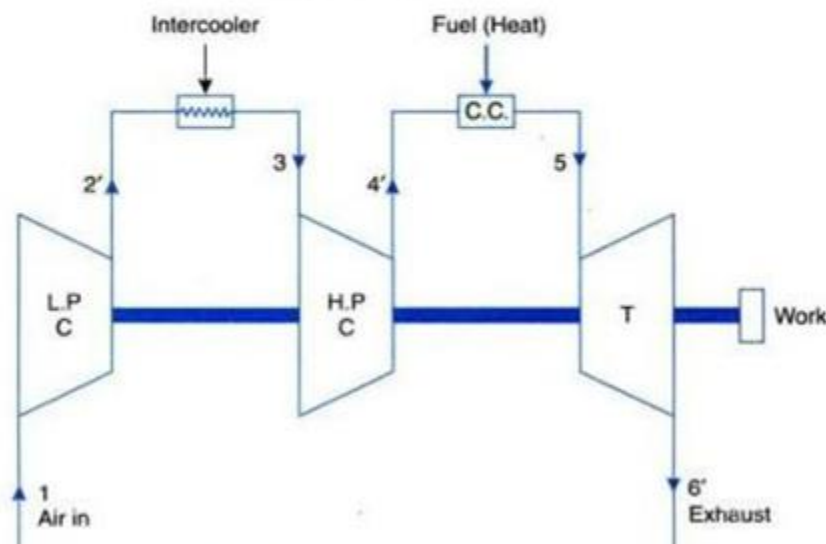 Intercooler
Fuel (Heat)
C.C.
2′
3
4′
5
L.P
C
H.P
C
T
Work
1
Air in
6′
Exhaust